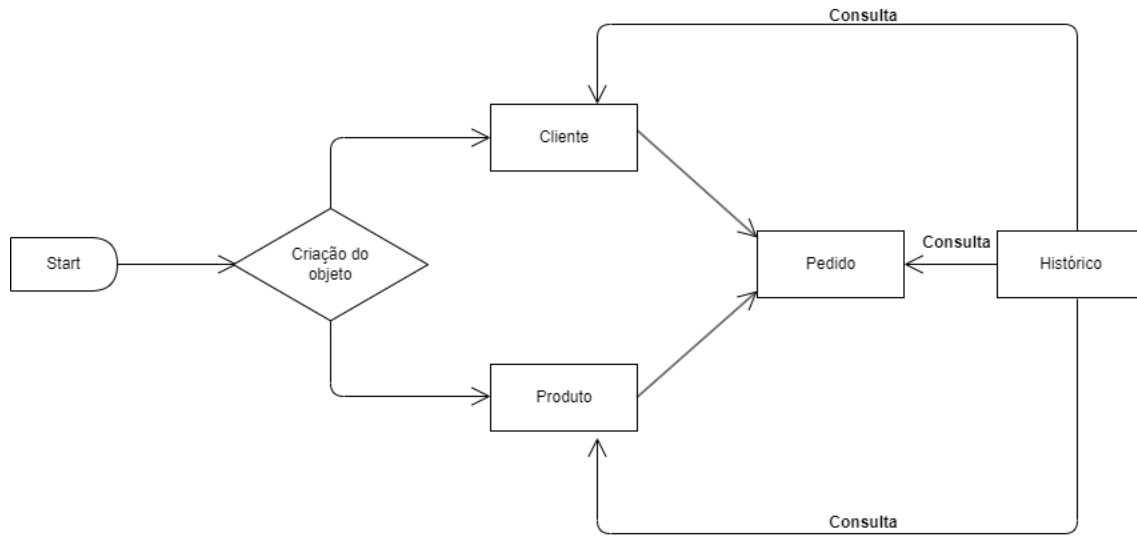 Consulta
Cliente
Criação do
objeto
Start
Consulta
Pedido
Histórico
Produto
Consulta